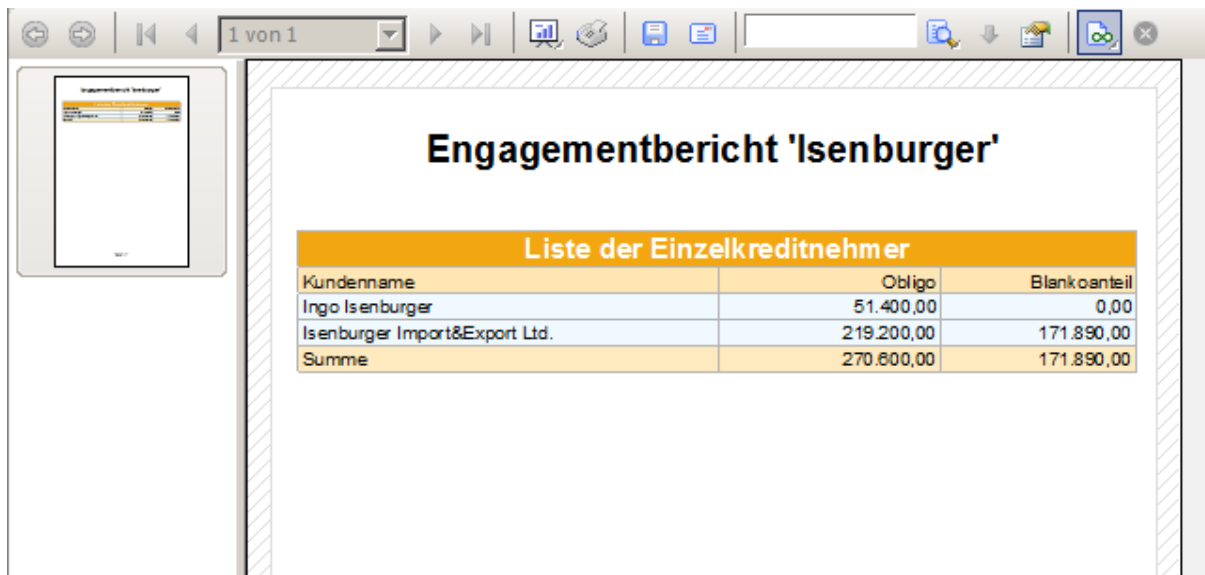 1 von 1
Engagementbericht 'Isenburger'
Liste der Einzelkreditnehmer
Kundenname Obligo Blankoanteil
Ingo Isenburger 51.400,00 0,00
Isenburger Import&Export Ltd. 219.200,00 171.890,00
Summe 270.600,00 171.890,00